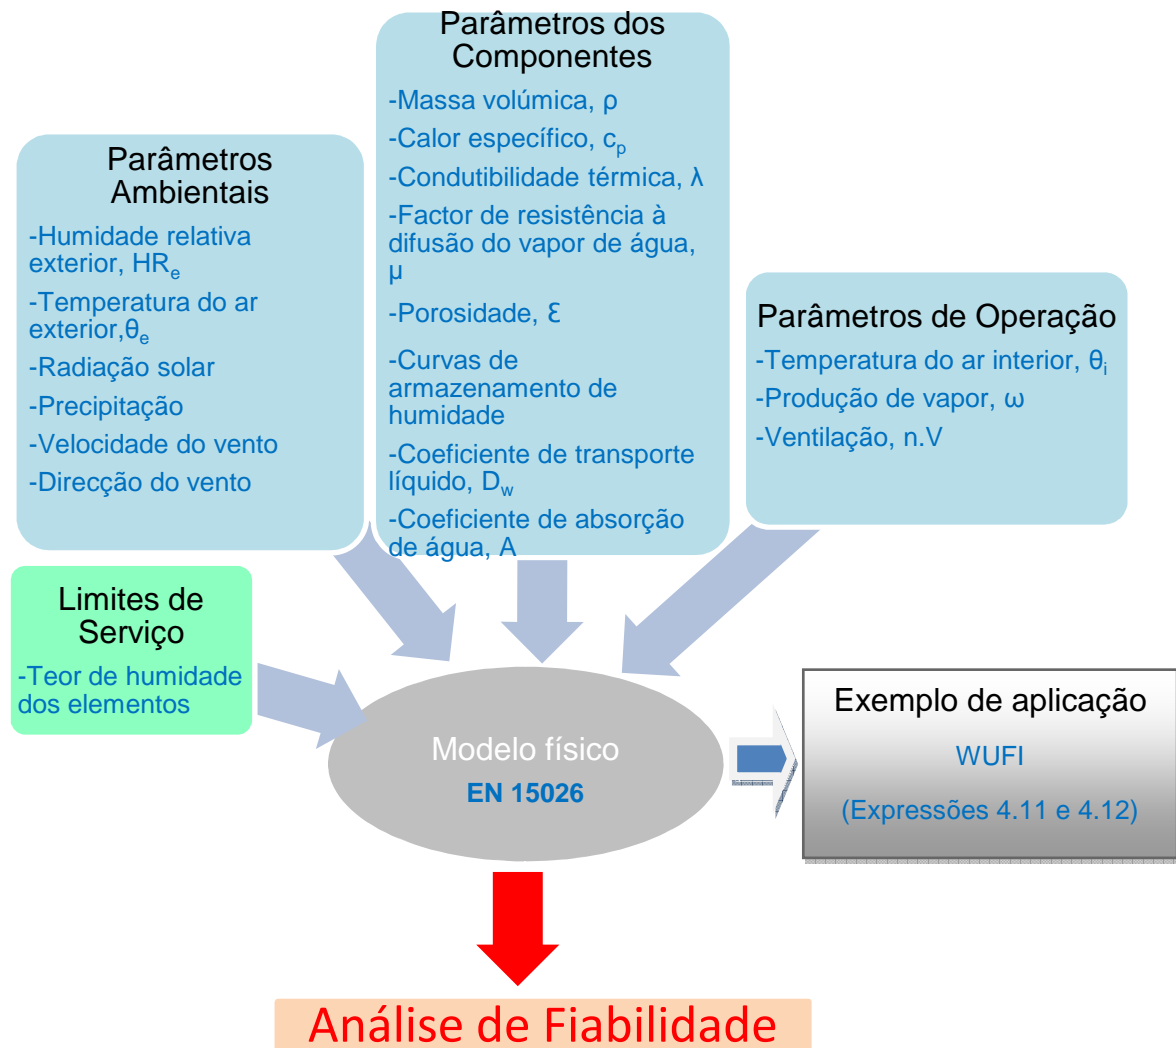 Parâmetros
Ambientais
-Humidade relativa
exterior, HRₑ
-Temperatura do ar
exterior,θₑ
-Radiação solar
-Precipitação
-Velocidade do vento
-Direcção do vento
Parâmetros dos
Componentes
-Massa volúmica, ρ
-Calor específico, cₚ
-Condutibilidade térmica, λ
-Factor de resistência à
difusão do vapor de água,
μ
-Porosidade, Ɛ
-Curvas de
armazenamento de
humidade
-Coeficiente de transporte
líquido, D_w
-Coeficiente de absorção
de água, A
Parâmetros de Operação
-Temperatura do ar interior, θᵢ
-Produção de vapor, ω
-Ventilação, n.V
Limites de
Serviço
-Teor de humidade
dos elementos
Modelo físico
EN 15026
Exemplo de aplicação
WUFI
(Expressões 4.11 e 4.12)
Análise de Fiabilidade